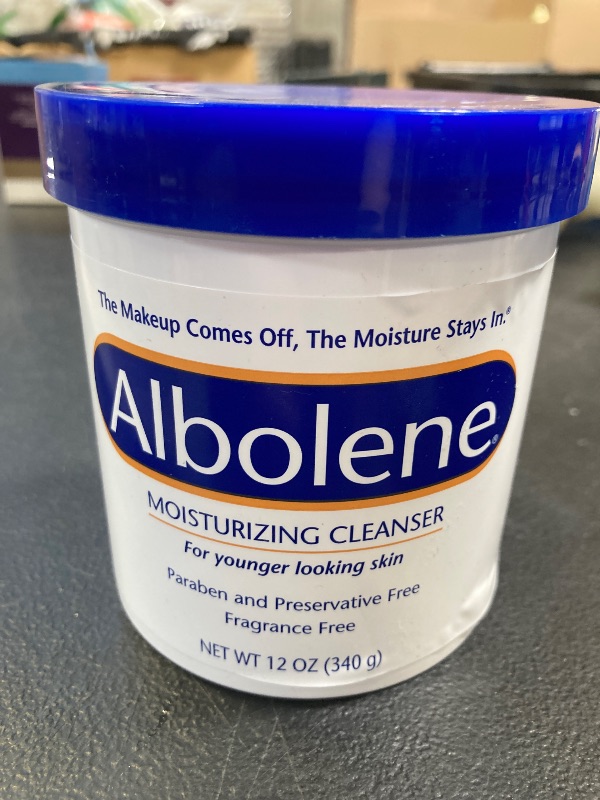 The Makeup Comes Off, The Moisture Stays In.®
Albolene®
MOISTURIZING CLEANSER
For younger looking skin
Paraben and Preservative Free
Fragrance Free
NET WT 12 OZ (340 g)